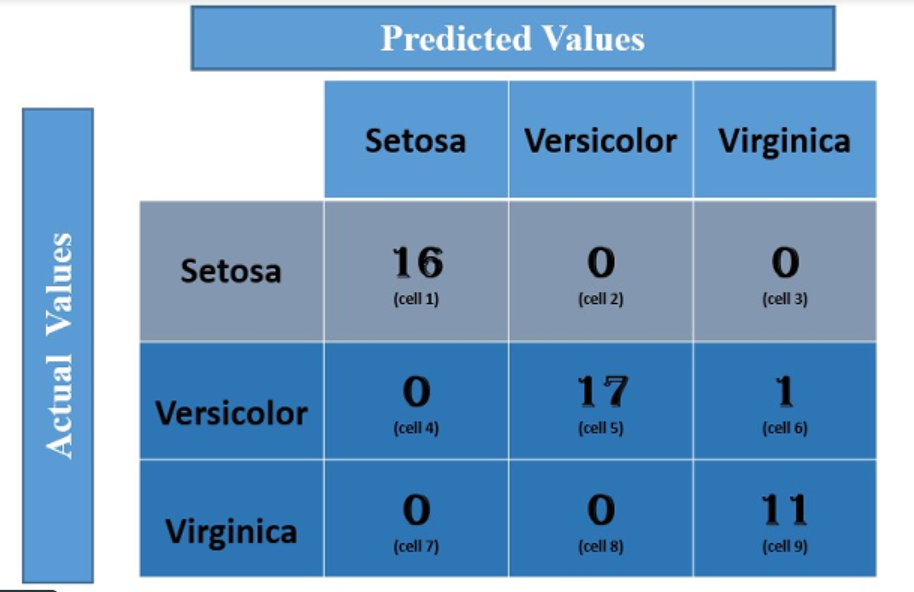 Predicted Values
Actual Values
Setosa Versicolor Virginica
Setosa 16 0 0
(cell 1) (cell 2) (cell 3)
Versicolor 0 17 1
(cell 4) (cell 5) (cell 6)
Virginica 0 0 11
(cell 7) (cell 8) (cell 9)